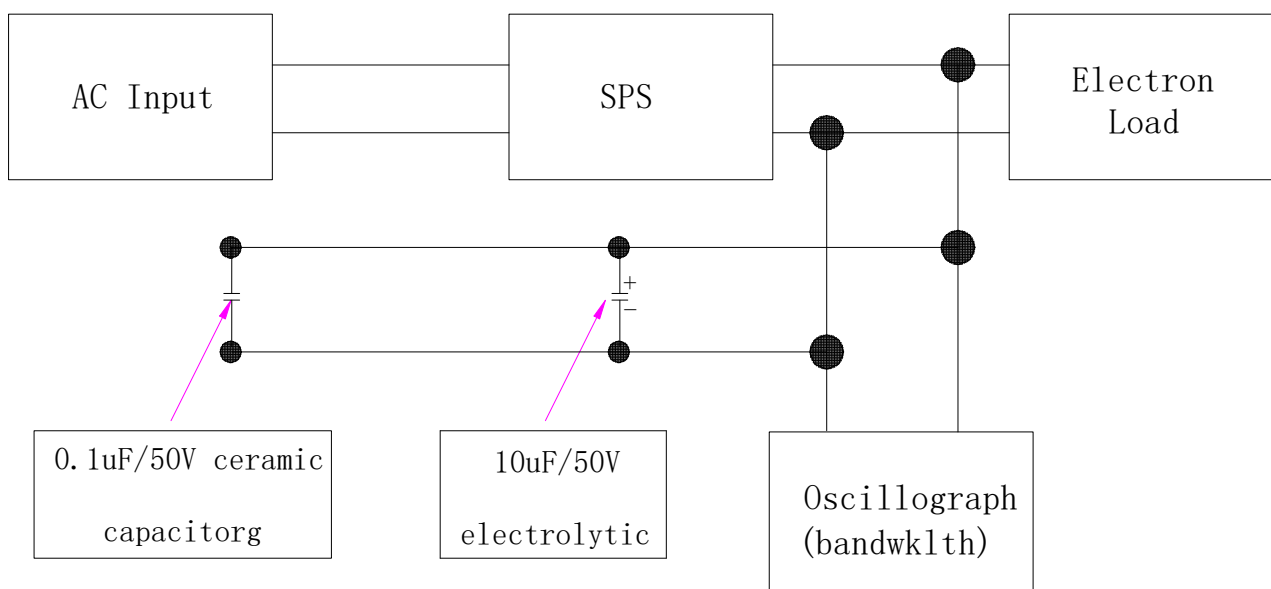 AC Input
SPS
Electron
Load
+
−
0.1uF/50V ceramic
capacitorg
10uF/50V
electrolytic
Oscillograph
(bandwklth)